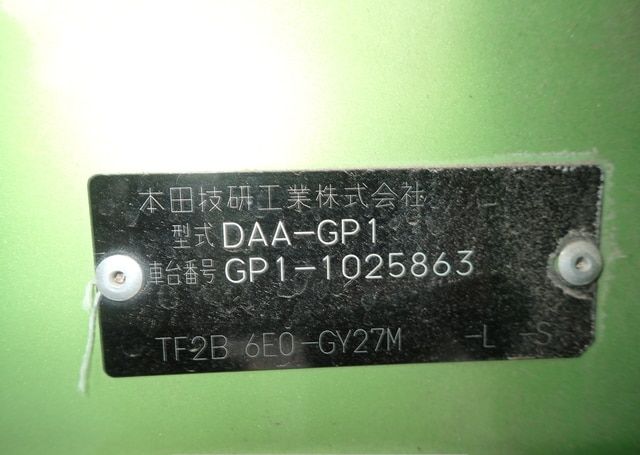 本田技研工業株式会社
型式 DAA-GP1
車台番号 GP1-1025863
TF2B 6E0-GY27M -L -S